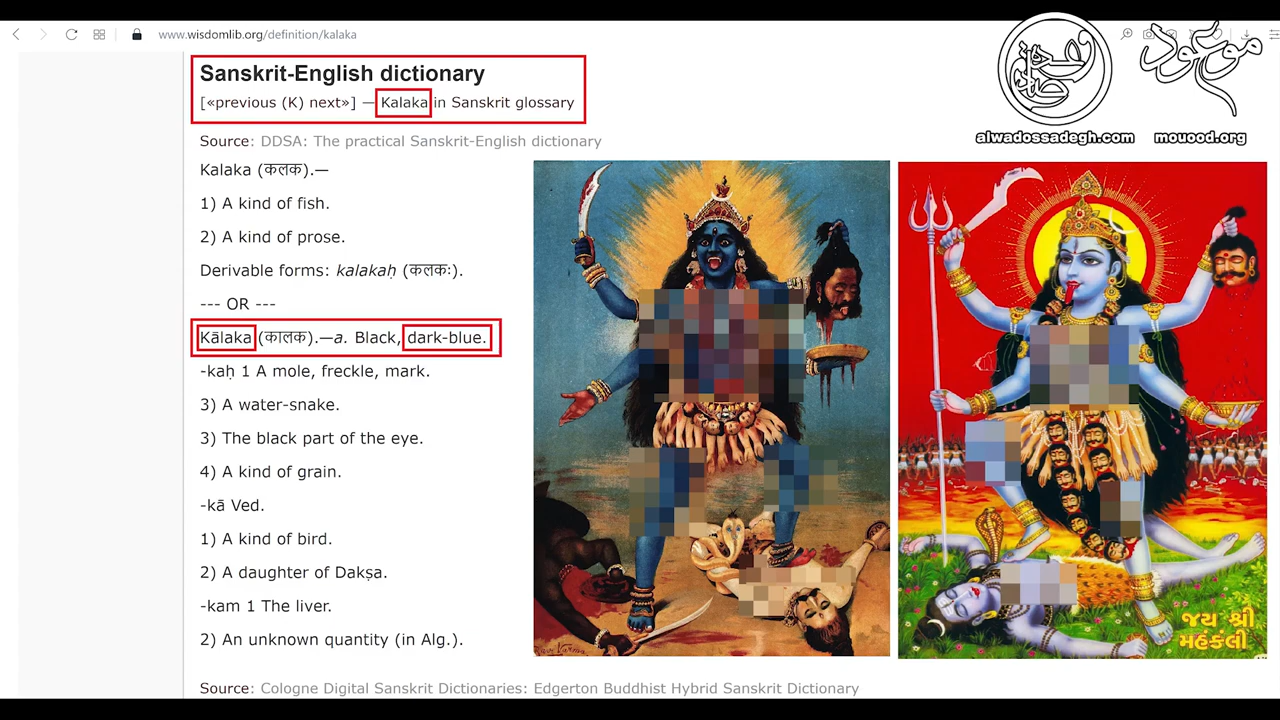 www.wisdomlib.org/definition/kalaka
موعود
alwadossadegh.com
mouood.org
Sanskrit-English dictionary
[«previous (K) next»] — Kalaka in Sanskrit glossary
Source: DDSA: The practical Sanskrit-English dictionary
Kalaka (कलक).—
1) A kind of fish.
2) A kind of prose.
Derivable forms: kalakaḥ (कलकः).
--- OR ---
Kālaka (कालक).—a. Black, dark-blue.
-kaḥ 1 A mole, freckle, mark.
3) A water-snake.
3) The black part of the eye.
4) A kind of grain.
-kā Ved.
1) A kind of bird.
2) A daughter of Dakṣa.
-kam 1 The liver.
2) An unknown quantity (in Alg.).
Source: Cologne Digital Sanskrit Dictionaries: Edgerton Buddhist Hybrid Sanskrit Dictionary
Ravi Varma
જય શ્રી
મહંકાલી